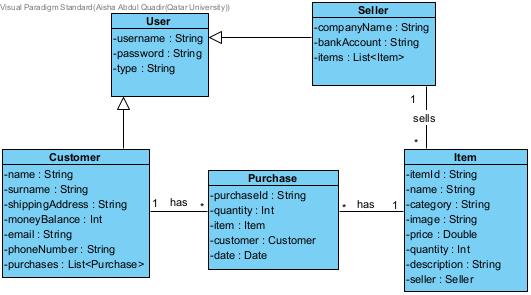 Visual Paradigm Standard(Aisha Abdul Quadir(Qatar University))
User
-username : String
-password : String
-type : String
Seller
-companyName : String
-bankAccount : String
-items : List<Item>
1
sells
*
Customer
-name : String
-surname : String
-shippingAddress : String
-moneyBalance : Int
-email : String
-phoneNumber : String
-purchases : List<Purchase>
1 has *
Purchase
-purchaseId : String
-quantity : Int
-item : Item
-customer : Customer
-date : Date
* has 1
Item
-itemId : String
-name : String
-category : String
-image : String
-price : Double
-quantity : Int
-description : String
-seller : Seller